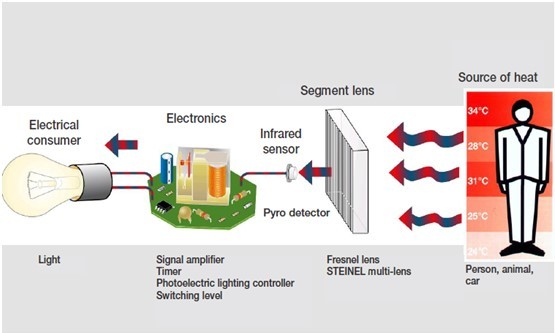 Source of heat
Segment lens
Electrical
consumer
Electronics
Infrared
sensor
Pyro detector
34°C
28°C
31°C
25°C
24°C
Light
Signal amplifier
Timer
Photoelectric lighting controller
Switching level
Fresnel lens
STEINEL multi-lens
Person, animal,
car